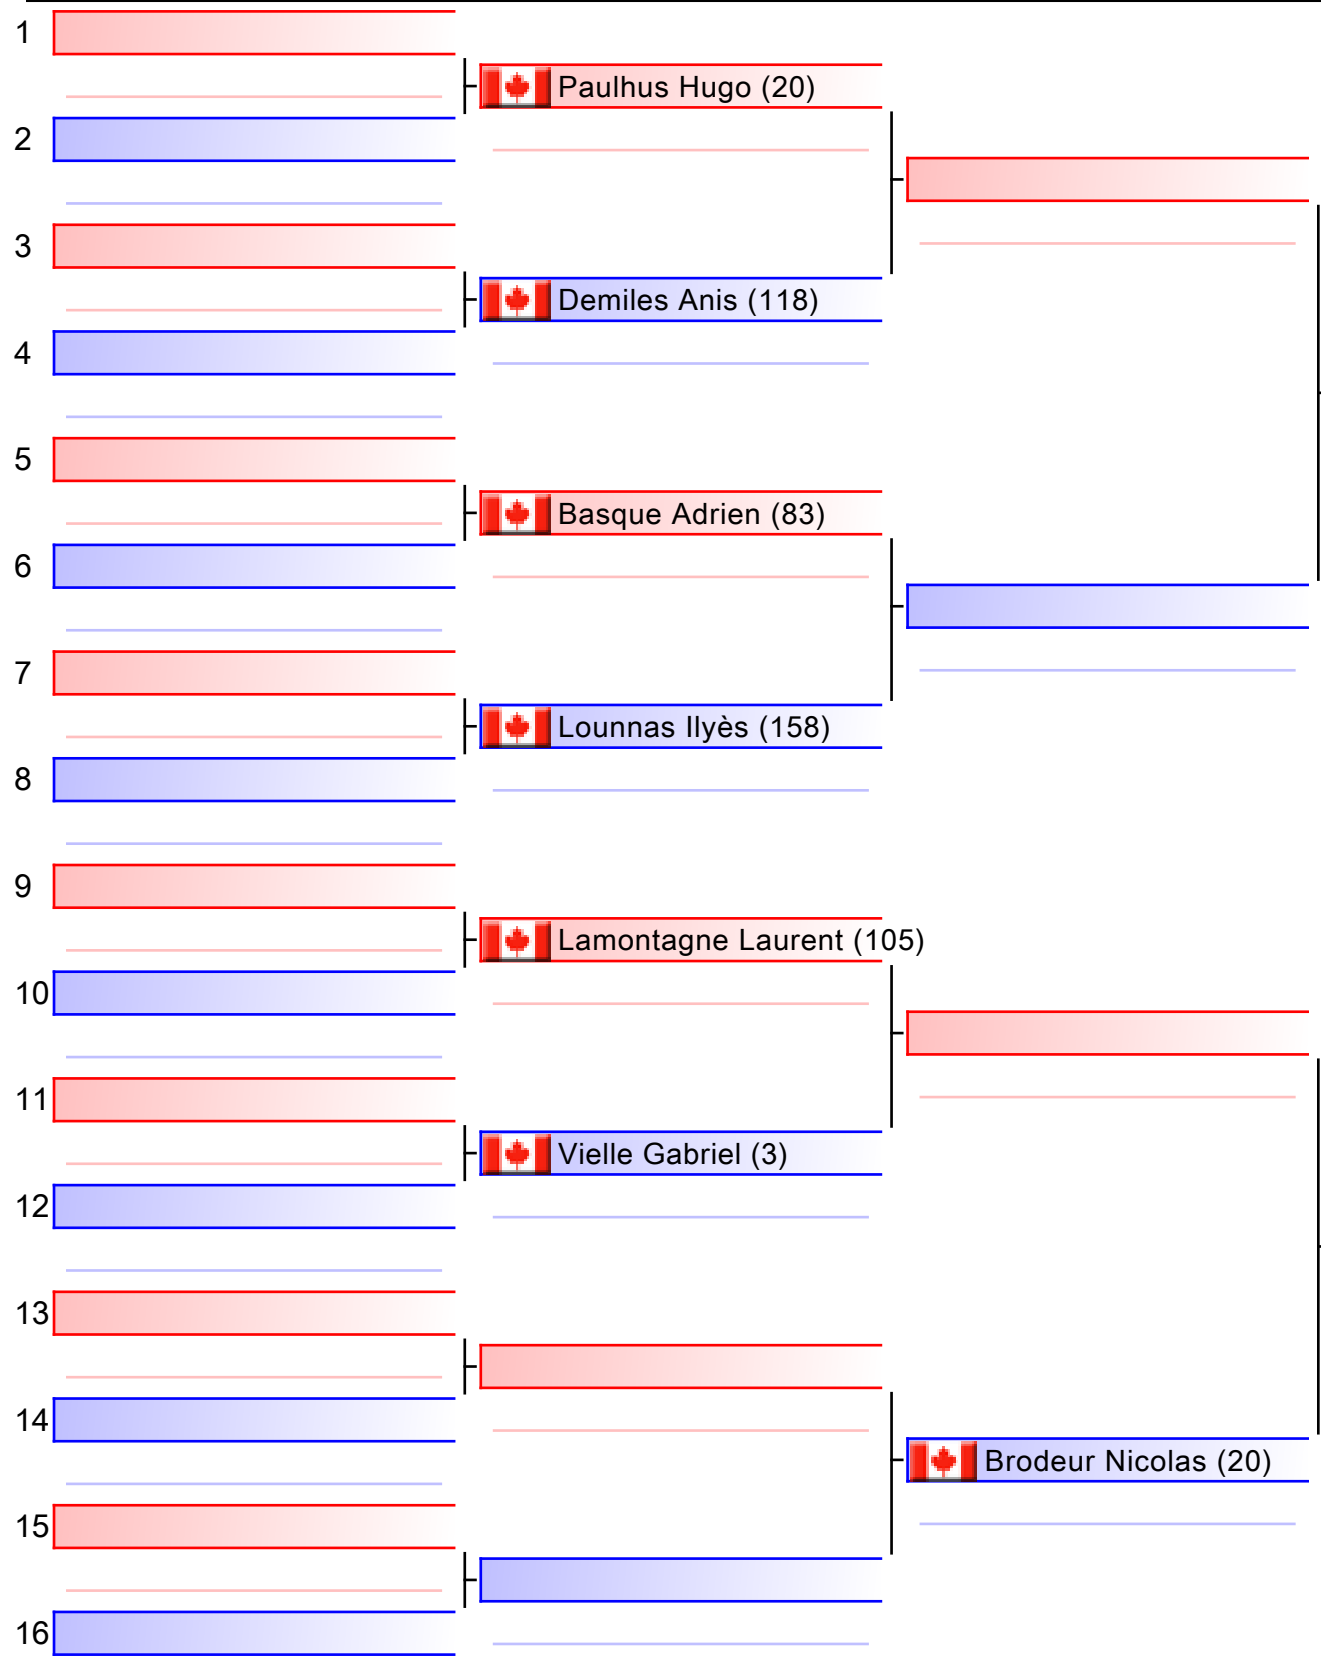 1
Paulhus Hugo (20)
2
3
Demiles Anis (118)
4
5
Basque Adrien (83)
6
7
Lounnas Ilyès (158)
8
9
Lamontagne Laurent (105)
10
11
Vielle Gabriel (3)
12
13
14
Brodeur Nicolas (20)
15
16